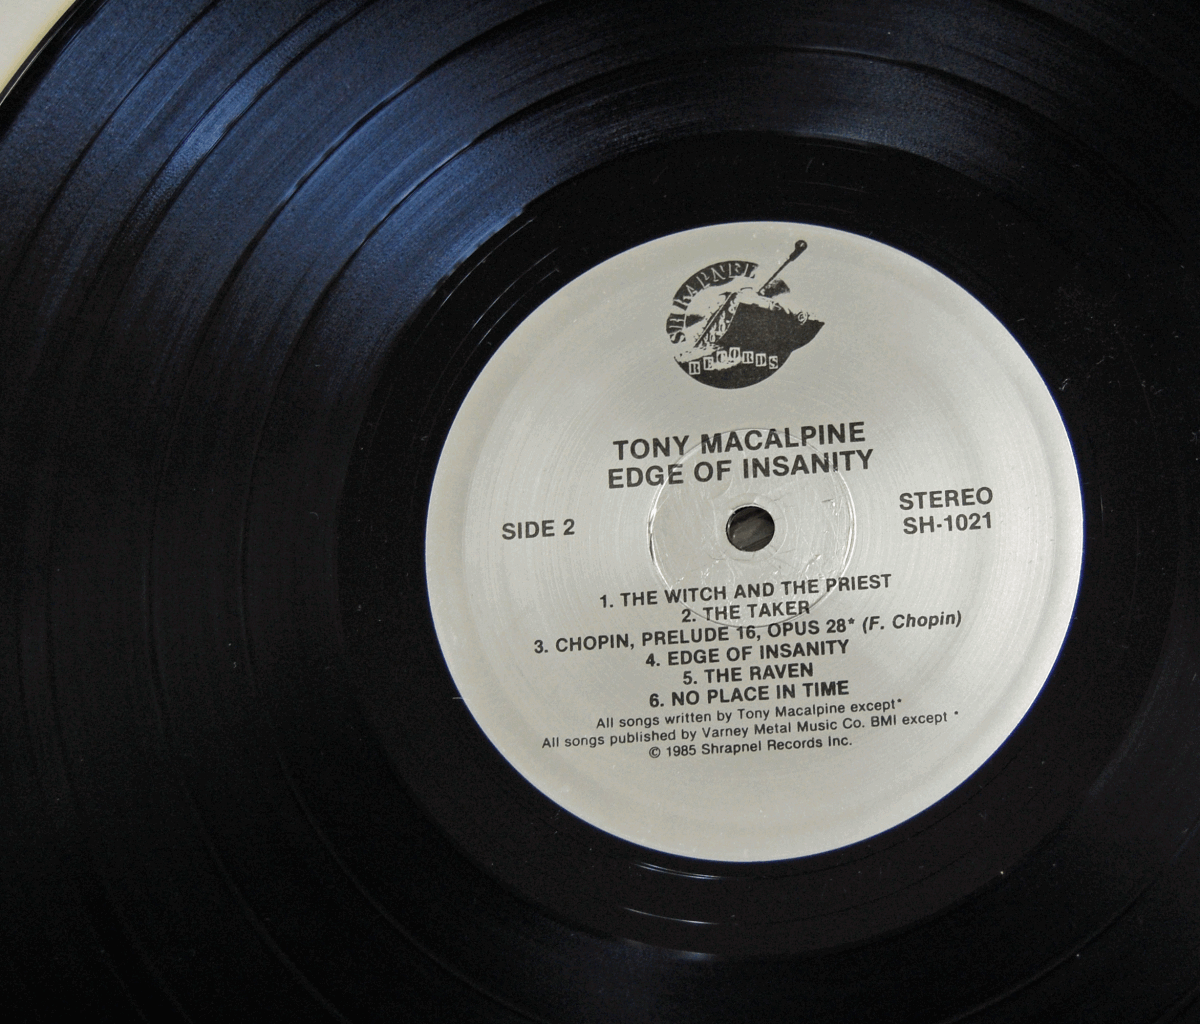 SHRAPNEL
RECORDS
TONY MACALPINE
EDGE OF INSANITY
SIDE 2
STEREO
SH-1021
1. THE WITCH AND THE PRIEST
2. THE TAKER
3. CHOPIN, PRELUDE 16, OPUS 28* (F. Chopin)
4. EDGE OF INSANITY
5. THE RAVEN
6. NO PLACE IN TIME
All songs written by Tony Macalpine except*
All songs published by Varney Metal Music Co. BMI except *
© 1985 Shrapnel Records Inc.